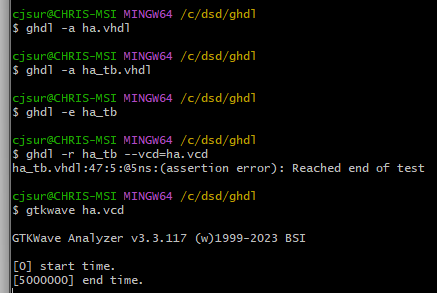 cjsur@CHRIS-MSI MINGW64 /c/dsd/ghdl
$ ghdl -a ha.vhdl
cjsur@CHRIS-MSI MINGW64 /c/dsd/ghdl
$ ghdl -a ha_tb.vhdl
cjsur@CHRIS-MSI MINGW64 /c/dsd/ghdl
$ ghdl -e ha_tb
cjsur@CHRIS-MSI MINGW64 /c/dsd/ghdl
$ ghdl -r ha_tb --vcd=ha.vcd
ha_tb.vhdl:47:5:@5ns:(assertion error): Reached end of test
cjsur@CHRIS-MSI MINGW64 /c/dsd/ghdl
$ gtkwave ha.vcd
GTKWave Analyzer v3.3.117 (w)1999-2023 BSI
[0] start time.
[5000000] end time.